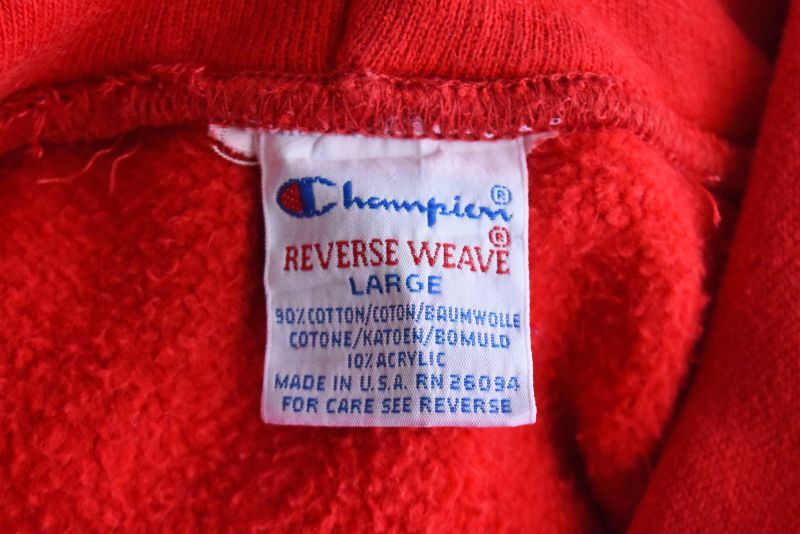 Champion®
REVERSE WEAVE®
LARGE
90% COTTON/COTON/BAUMWOLLE
COTONE/KATOEN/BOMULD
10% ACRYLIC
MADE IN U.S.A. RN 26094
FOR CARE SEE REVERSE